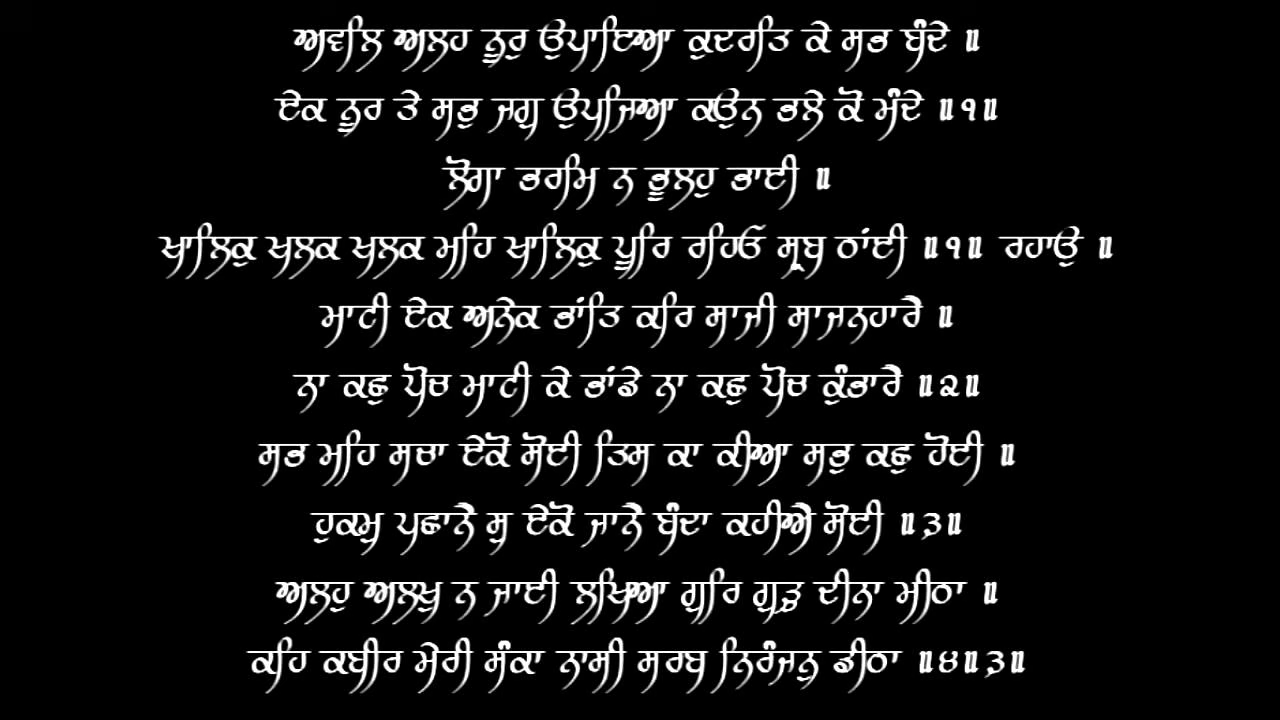 ਅਵਲਿ ਅਲਹ ਨੂਰੁ ਉਪਾਇਆ ਕੁਦਰਤਿ ਕੇ ਸਭ ਬੰਦੇ ॥
ਏਕ ਨੂਰ ਤੇ ਸਭੁ ਜਗੁ ਉਪਜਿਆ ਕਉਨ ਭਲੇ ਕੋ ਮੰਦੇ ॥੧॥
ਲੋਗਾ ਭਰਮਿ ਨ ਭੂਲਹੁ ਭਾਈ ॥
ਖਾਲਿਕੁ ਖਲਕ ਖਲਕ ਮਹਿ ਖਾਲਿਕੁ ਪੂਰਿ ਰਹਿਓ ਸ੍ਰਬ ਠਾਂਈ ॥੧॥ ਰਹਾਉ ॥
ਮਾਟੀ ਏਕ ਅਨੇਕ ਭਾਂਤਿ ਕਰਿ ਸਾਜੀ ਸਾਜਨਹਾਰੈ ॥
ਨਾ ਕਛੁ ਪੋਚ ਮਾਟੀ ਕੇ ਭਾਂਡੇ ਨਾ ਕਛੁ ਪੋਚ ਕੁੰਭਾਰੈ ॥੨॥
ਸਭ ਮਹਿ ਸਚਾ ਏਕੋ ਸੋਈ ਤਿਸ ਕਾ ਕੀਆ ਸਭੁ ਕਛੁ ਹੋਈ ॥
ਹੁਕਮੁ ਪਛਾਨੈ ਸੁ ਏਕੋ ਜਾਨੈ ਬੰਦਾ ਕਹੀਐ ਸੋਈ ॥੩॥
ਅਲਹੁ ਅਲਖੁ ਨ ਜਾਈ ਲਖਿਆ ਗੁਰਿ ਗੁੜੁ ਦੀਨਾ ਮੀਠਾ ॥
ਕਹਿ ਕਬੀਰ ਮੇਰੀ ਸੰਕਾ ਨਾਸੀ ਸਰਬ ਨਿਰੰਜਨੁ ਡੀਠਾ ॥੪॥੩॥